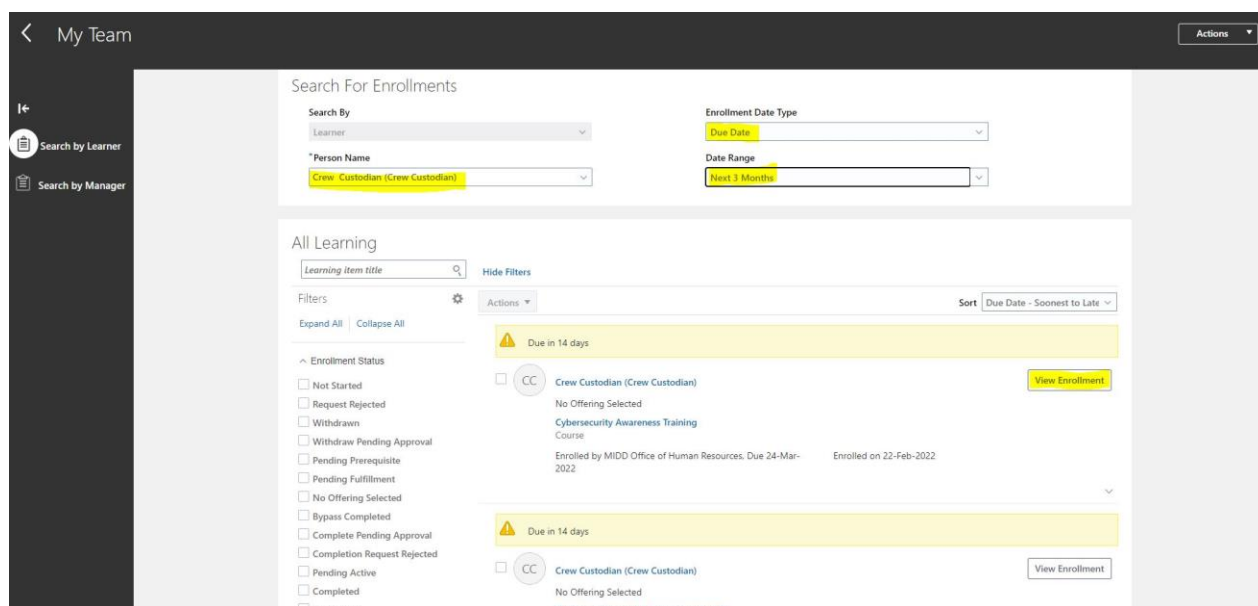 My Team
Actions
Search by Learner
Search by Manager
Search For Enrollments
Search By
Learner
Enrollment Date Type
Due Date
*Person Name
Crew Custodian (Crew Custodian)
Date Range
Next 3 Months
All Learning
Learning item title
Hide Filters
Filters
Actions
Sort Due Date - Soonest to Late
Expand All Collapse All
Enrollment Status
Not Started
Request Rejected
Withdrawn
Withdraw Pending Approval
Pending Prerequisite
Pending Fulfillment
No Offering Selected
Bypass Completed
Complete Pending Approval
Completion Request Rejected
Pending Active
Completed
Due in 14 days
CC
Crew Custodian (Crew Custodian)
View Enrollment
No Offering Selected
Cybersecurity Awareness Training
Course
Enrolled by MIDD Office of Human Resources, Due 24-Mar-
2022
Enrolled on 22-Feb-2022
Due in 14 days
CC
Crew Custodian (Crew Custodian)
View Enrollment
No Offering Selected